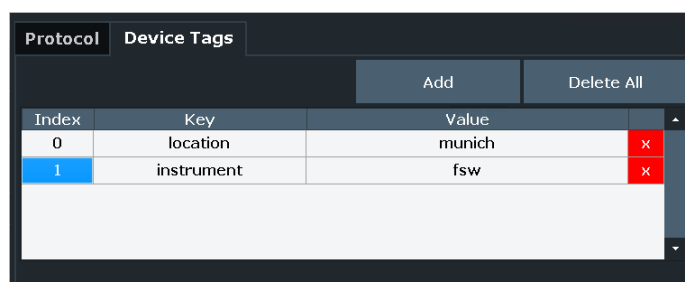 Protocol Device Tags
Add Delete All
Index Key Value
0 location munich x
1 instrument fsw x